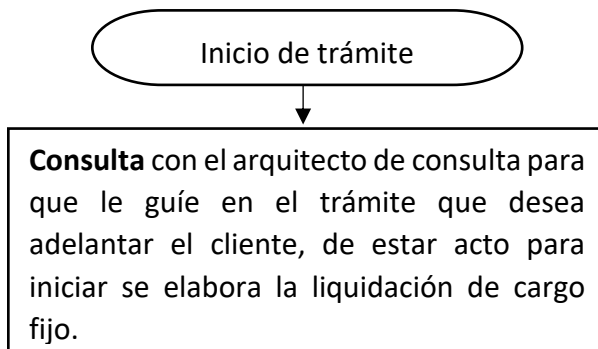 Inicio de trámite
Consulta con el arquitecto de consulta para
que le guíe en el trámite que desea
adelantar el cliente, de estar acto para
iniciar se elabora la liquidación de cargo
fijo.